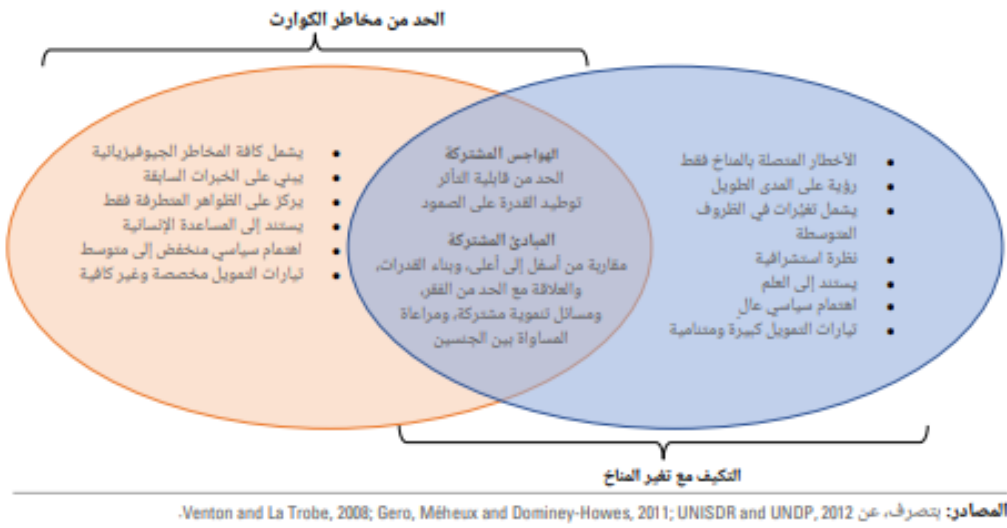 الحد من مخاطر الكوارث
يشمل كافة المخاطر الجيوفيزيائية
يبني على الخبرات السابقة
يركز على الظواهر المتطرفة فقط
يستند إلى المساعدة الإنسانية
اهتمام سياسي منخفض إلى متوسط
تيارات التمويل مخصصة وغير كافية
الهواجس المشتركة
الحد من قابلية التأثر
توطيد القدرة على الصمود
المبادئ المشتركة
مقاربة من أسفل إلى أعلى، وبناء القدرات،
والعلاقة مع الحد من الفقر،
ومسائل تنموية مشتركة، ومراعاة
المساواة بين الجنسين
الأخطار المتصلة بالمناخ فقط
رؤية على المدى الطويل
يشمل تغيّرات في الظروف
المتوسطة
نظرة استشرافية
يستند إلى العلم
اهتمام سياسي عالٍ
تيارات التمويل كبيرة ومتنامية
التكيف مع تغير المناخ
المصادر: بتصرف، عن Venton and La Trobe, 2008; Gero, Méheux and Dominey-Howes, 2011; UNISDR and UNDP, 2012.